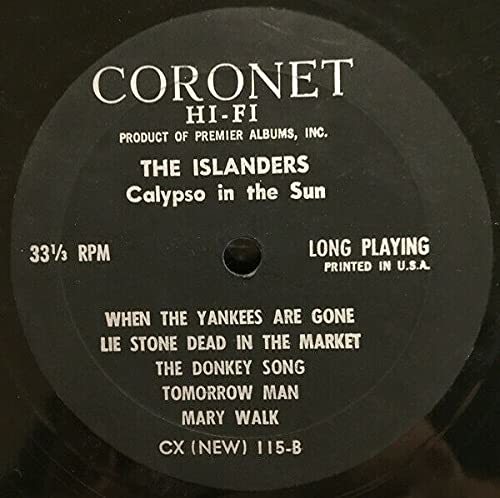 CORONET
HI-FI
PRODUCT OF PREMIER ALBUMS, INC.
THE ISLANDERS
Calypso in the Sun
33⅓ RPM
LONG PLAYING
PRINTED IN U.S.A.
WHEN THE YANKEES ARE GONE
LIE STONE DEAD IN THE MARKET
THE DONKEY SONG
TOMORROW MAN
MARY WALK
CX (NEW) 115-B